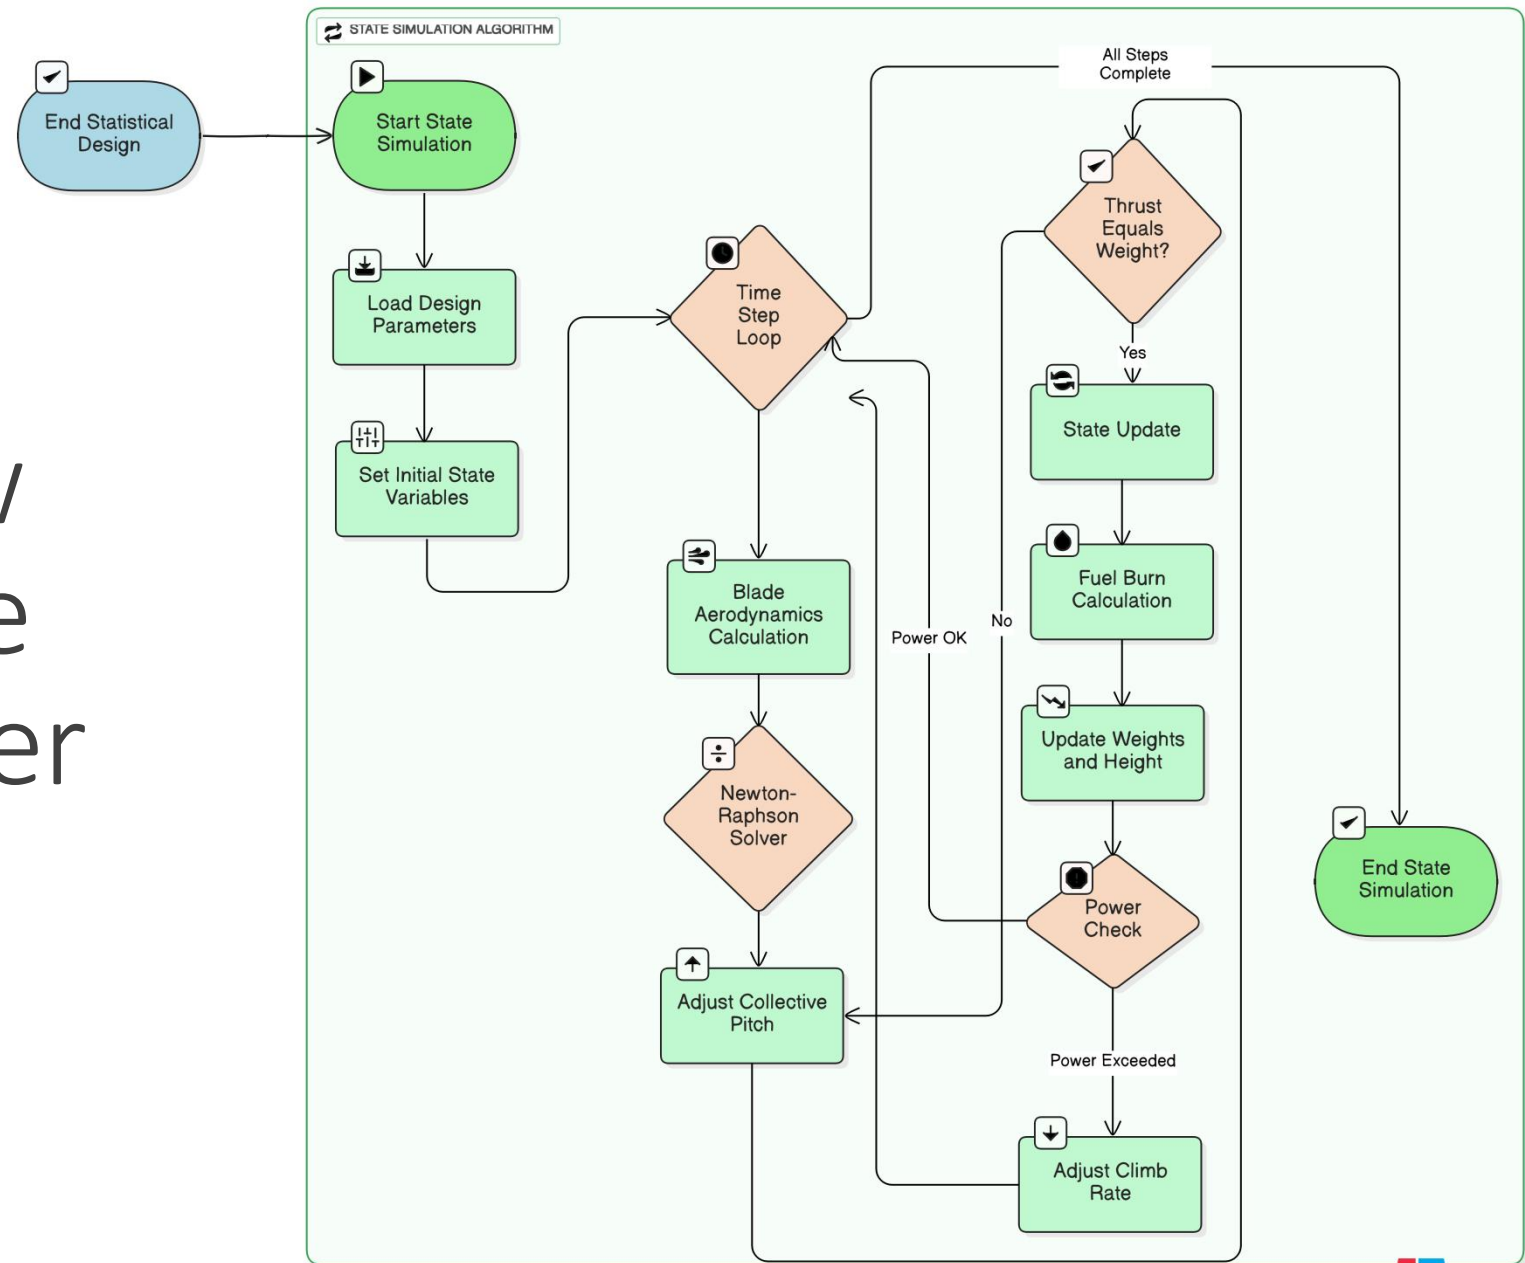 STATE SIMULATION ALGORITHM
End Statistical
Design
Start State
Simulation
Load Design
Parameters
Set Initial State
Variables
Time
Step
Loop
All Steps
Complete
Blade
Aerodynamics
Calculation
Newton-
Raphson
Solver
Adjust Collective
Pitch
Thrust
Equals
Weight?
No
Yes
State Update
Fuel Burn
Calculation
Update Weights
and Height
Power
Check
Power OK
Power Exceeded
Adjust Climb
Rate
End State
Simulation